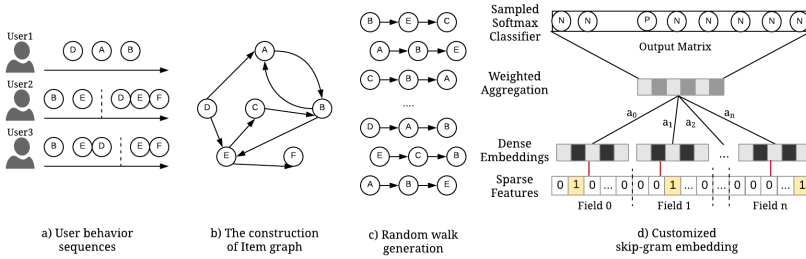 User1
D A B
User2
B E D E F
User3
B E D E F
a) User behavior
sequences
A
D C B
E F
b) The construction
of Item graph
B E C
A B E
C B A
....
D A B
E C B
A B E
c) Random walk
generation
Sampled
Softmax
Classifier
N N P N N N N
Output Matrix
Weighted
Aggregation
a0 a1 a2 an
Dense
Embeddings
...
Sparse
Features
0 1 0 ... 0 0 0 1 ... 0 ... 0 0 0 ... 1
Field 0 Field 1 Field n
d) Customized
skip-gram embedding